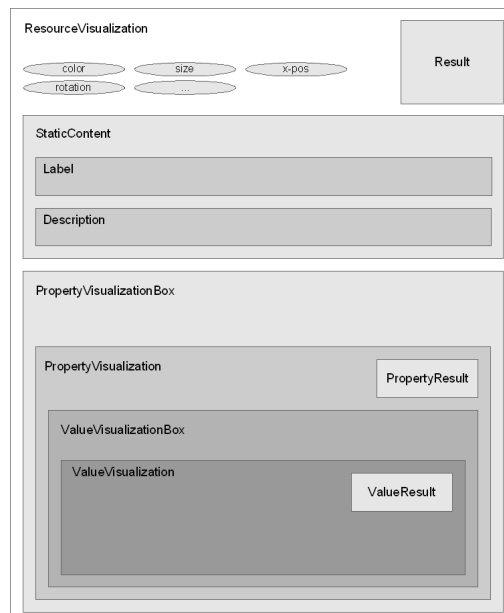 ResourceVisualization
Result
color
size
x-pos
rotation
...
StaticContent
Label
Description
PropertyVisualizationBox
PropertyVisualization
PropertyResult
ValueVisualizationBox
ValueVisualization
ValueResult